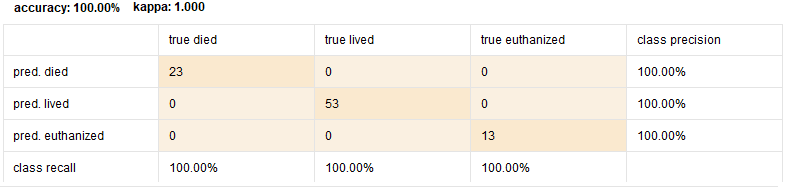 accuracy: 100.00% kappa: 1.000
true died true lived true euthanized class precision
pred. died 23 0 0 100.00%
pred. lived 0 53 0 100.00%
pred. euthanized 0 0 13 100.00%
class recall 100.00% 100.00% 100.00%